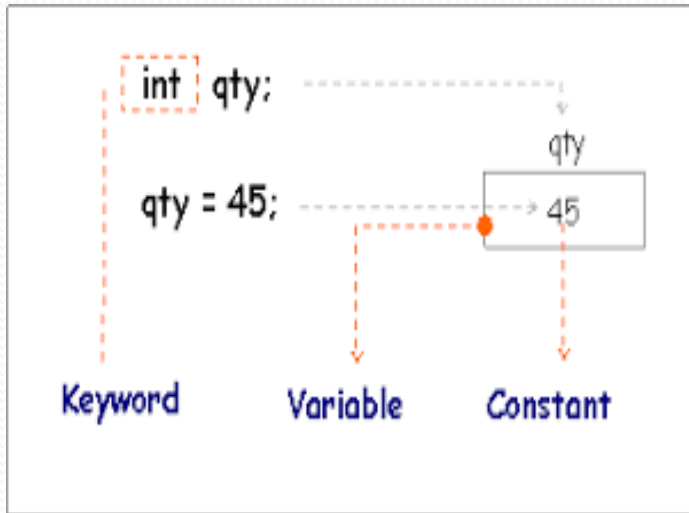 int qty;
qty
qty = 45;
45
Keyword
Variable
Constant